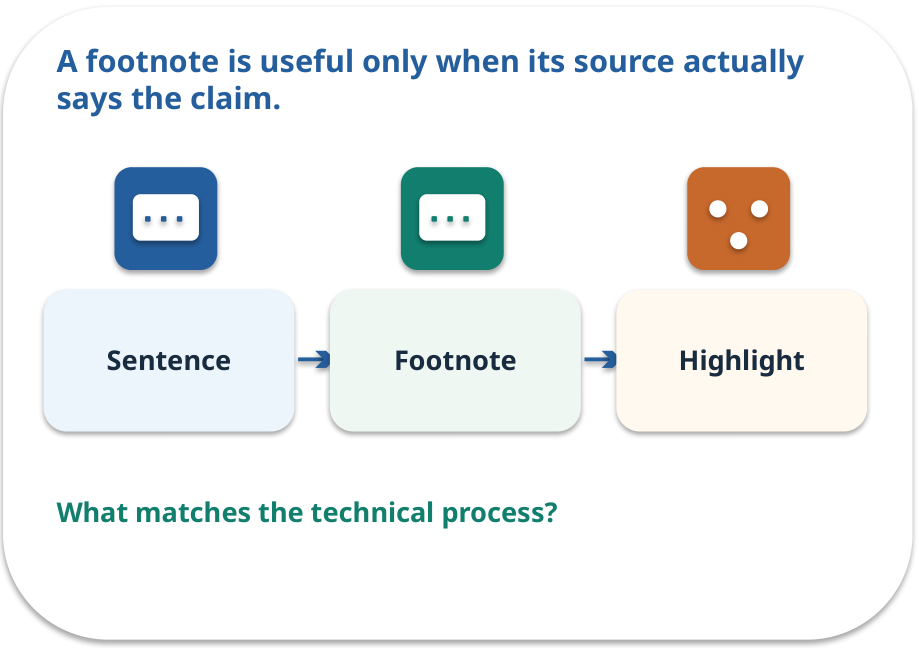 A footnote is useful only when its source actually
says the claim.
Sentence
Footnote
Highlight
What matches the technical process?